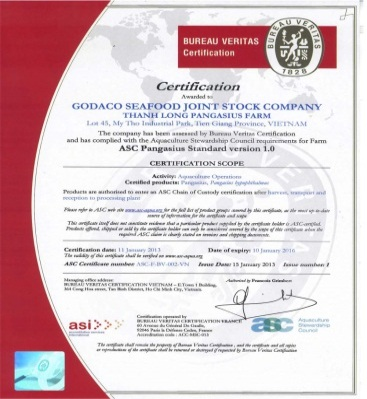 BUREAU VERITAS
Certification
BUREAU VERITAS
1828
Certification
Awarded to
GODACO SEAFOOD JOINT STOCK COMPANY
THANH LONG PANGASIUS FARM
Lot 45, My Tho Industrial Park, Tien Giang Province, VIETNAM
The company has been assessed by Bureau Veritas Certification
and has complied with the Aquaculture Stewardship Council requirements for Farm
ASC Pangasius Standard version 1.0
CERTIFICATION SCOPE
Activity: Aquaculture Operations
Certified products: Pangasius, Pangasius hypophthalmus
Products are authorised to enter an ASC Chain of Custody certification after harvest, transport and
reception to processing plant
Please refer to ASC web site www.asc-aqua.org for the full list of product groups covered by this certificate, as the most up-to-date
source of information for the certificate and scope
This certificate itself does not constitute evidence that a particular product supplied by the certificate holder is ASC-certified.
Products offered, shipped or sold by the certificate holder can only be considered covered by the scope of this certificate when the
required ASC claim is clearly stated on invoices and shipping documents.
Certification date: 11 January 2013
Date of expiry: 10 January 2016
The validity of this certificate shall be verified on www.asc-aqua.org
ASC Certificate number ASC-F-BV-002-VN
Issue Date: 15 January 2013
Issue number: 1
Managing office address:
BUREAU VERITAS CERTIFICATION VIETNAM – E.Town 1 Building,
364 Cong Hoa street, Tan Binh District, Ho Chi Minh City, Vietnam
Authorised by
Certification operated by
BUREAU VERITAS CERTIFICATION FRANCE
60 Avenue du Général De Gaulle,
92046 Paris la Défense Cedex, France
Accreditation code :
asi
accreditation services
international
asc
Aquaculture
Stewardship
Council
The certificate shall remain the property of Bureau Veritas Certification, and the certificate and all copies
or reproductions of the certificate shall be returned or destroyed if requested by Bureau Veritas Certification